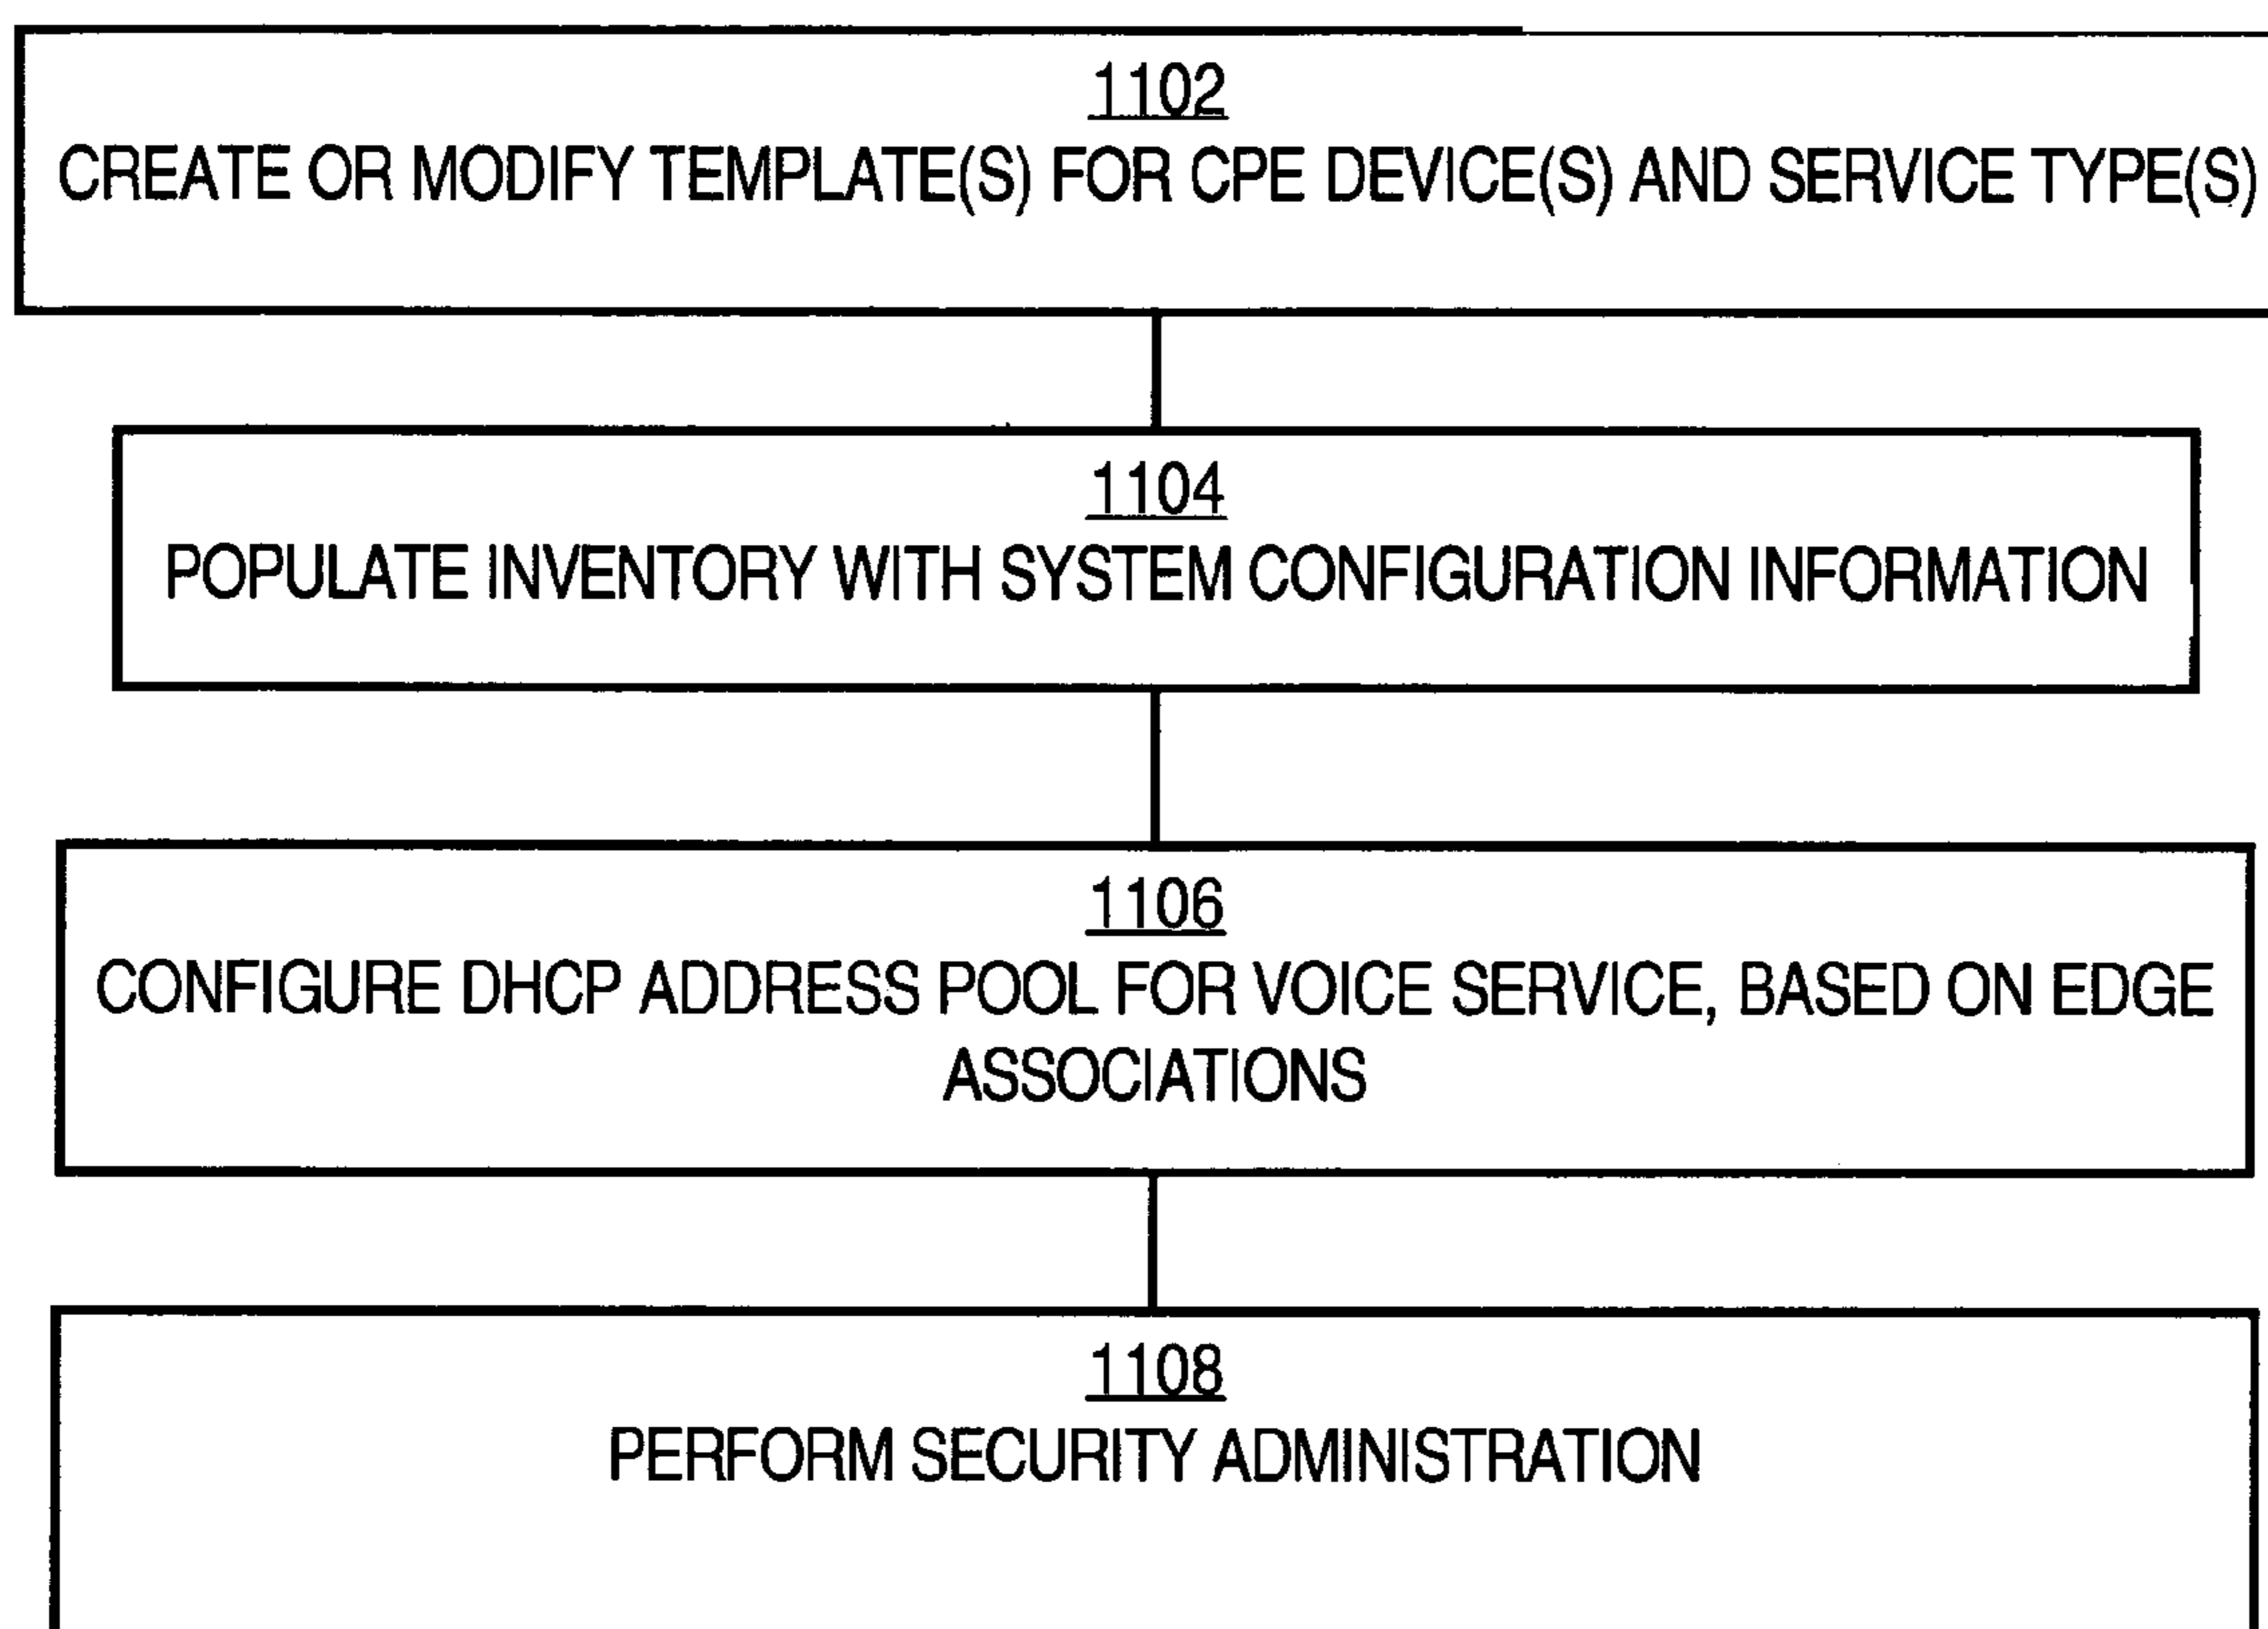 1102
CREATE OR MODIFY TEMPLATE(S) FOR CPE DEVICE(S) AND SERVICE TYPE(S)
1104
POPULATE INVENTORY WITH SYSTEM CONFIGURATION INFORMATION
1106
CONFIGURE DHCP ADDRESS POOL FOR VOICE SERVICE, BASED ON EDGE
ASSOCIATIONS
1108
PERFORM SECURITY ADMINISTRATION